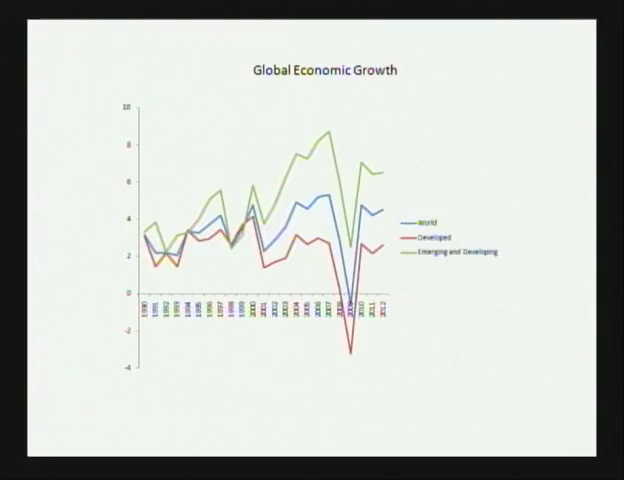 Global Economic Growth
10
8
6
4
2
0
-2
-4
1990 1991 1992 1993 1994 1995 1996 1997 1998 1999 2000 2001 2002 2003 2004 2005 2006 2007 2008 2009 2010 2011 2012
World
Developed
Emerging and Developing